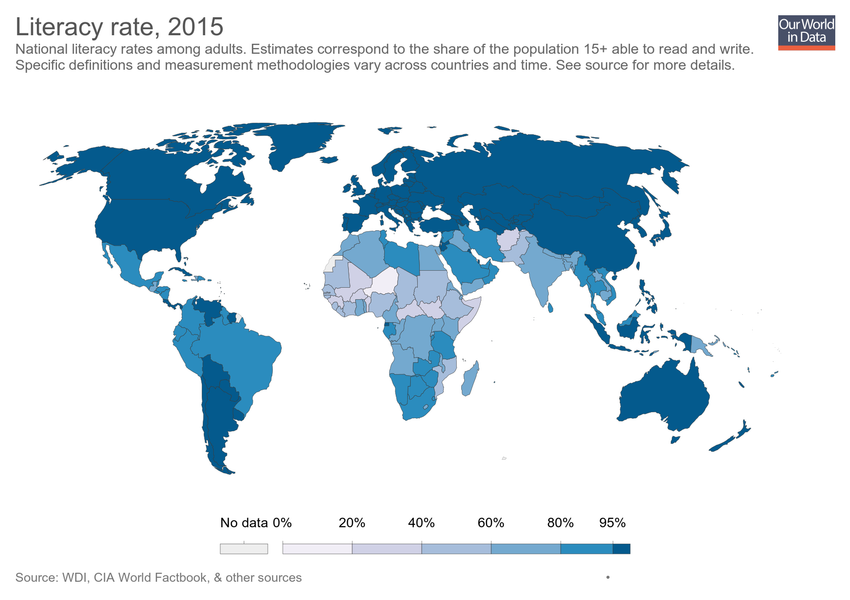 Literacy rate, 2015
Our World
in Data
National literacy rates among adults. Estimates correspond to the share of the population 15+ able to read and write.
Specific definitions and measurement methodologies vary across countries and time. See source for more details.
No data 0% 20% 40% 60% 80% 95%
Source: WDI, CIA World Factbook, & other sources